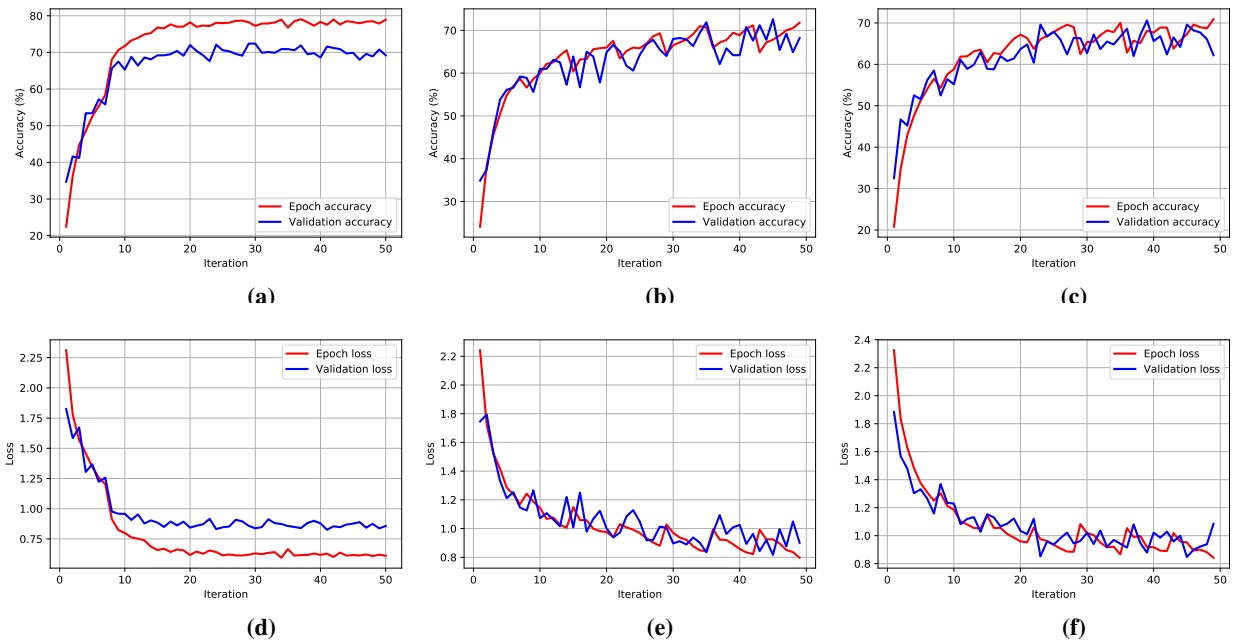 80
70
60
50
40
30
20
Accuracy (%)
0 10 20 30 40 50
Iteration
Epoch accuracy
Validation accuracy
(a)
70
60
50
40
30
Accuracy (%)
0 10 20 30 40 50
Iteration
Epoch accuracy
Validation accuracy
(b)
70
60
50
40
30
20
Accuracy (%)
0 10 20 30 40 50
Iteration
Epoch accuracy
Validation accuracy
(c)
2.25
2.00
1.75
1.50
1.25
1.00
0.75
Loss
0 10 20 30 40 50
Iteration
Epoch loss
Validation loss
(d)
2.2
2.0
1.8
1.6
1.4
1.2
1.0
0.8
Loss
0 10 20 30 40 50
Iteration
Epoch loss
Validation loss
(e)
2.4
2.2
2.0
1.8
1.6
1.4
1.2
1.0
0.8
Loss
0 10 20 30 40 50
Iteration
Epoch loss
Validation loss
(f)